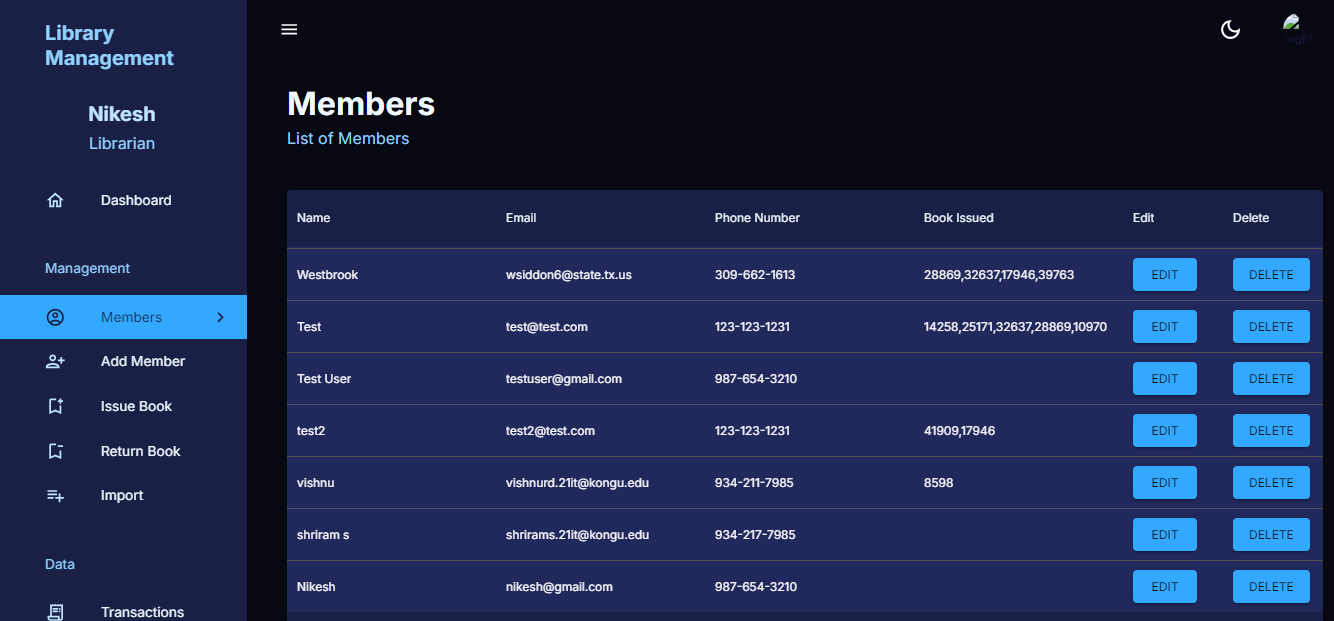 Library
Management
Nikesh
Librarian
Dashboard
Management
Members
Add Member
Issue Book
Return Book
Import
Data
Transactions
Members
List of Members
Name Email Phone Number Book Issued Edit Delete
Westbrook wsiddon6@state.tx.us 309-662-1613 28869,32637,17946,39763 EDIT DELETE
Test test@test.com 123-123-1231 14258,25171,32637,28869,10970 EDIT DELETE
Test User testuser@gmail.com 987-654-3210 EDIT DELETE
test2 test2@test.com 123-123-1231 41909,17946 EDIT DELETE
vishnu vishnurd.21it@kongu.edu 934-211-7985 8598 EDIT DELETE
shriram s shrirams.21it@kongu.edu 934-217-7985 EDIT DELETE
Nikesh nikesh@gmail.com 987-654-3210 EDIT DELETE